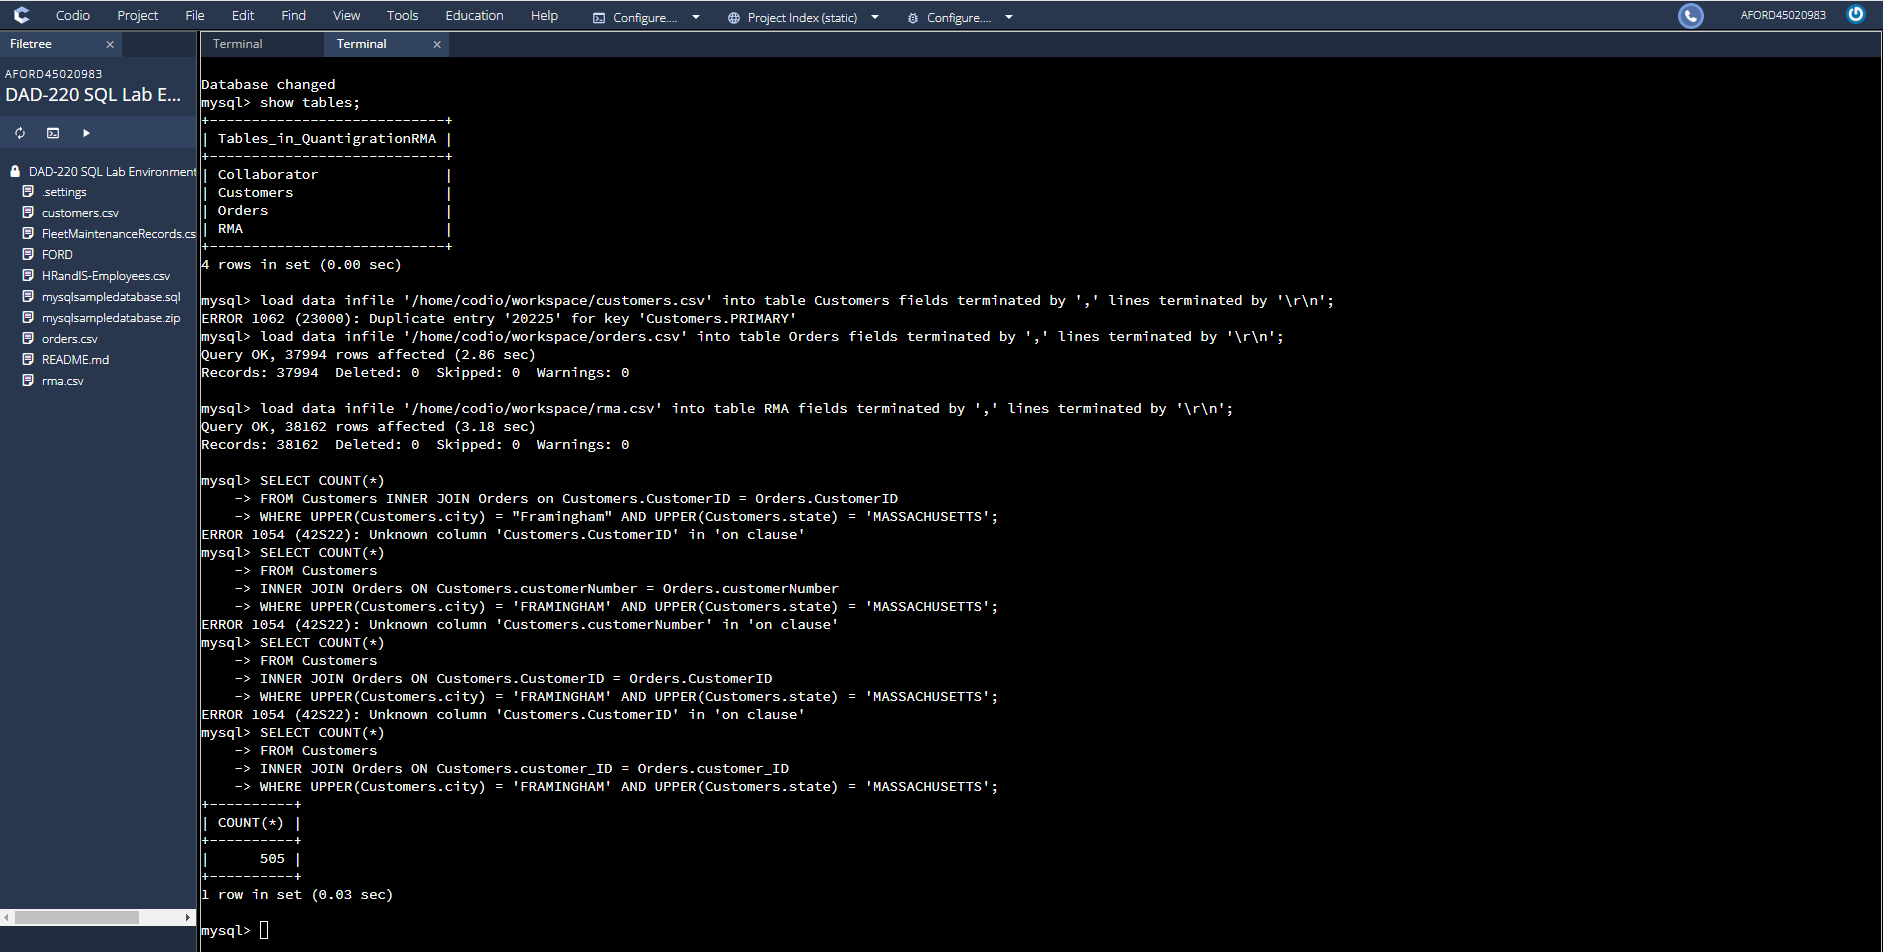 Codio Project File Edit Find View Tools Education Help Configure.... Project Index (static) Configure.... AFORD45020983
Filetree × Terminal Terminal ×
AFORD45020983
DAD-220 SQL Lab E...
DAD-220 SQL Lab Environment
.settings
customers.csv
FleetMaintenanceRecords.cs
FORD
HRandIS-Employees.csv
mysqlsampledatabase.sql
mysqlsampledatabase.zip
orders.csv
README.md
rma.csv
Database changed
mysql> show tables;
+----------------------------+
| Tables_in_QuantigrationRMA |
+----------------------------+
| Collaborator               |
| Customers                  |
| Orders                     |
| RMA                        |
+----------------------------+
4 rows in set (0.00 sec)
mysql> load data infile '/home/codio/workspace/customers.csv' into table Customers fields terminated by ',' lines terminated by '\r\n';
ERROR 1062 (23000): Duplicate entry '20225' for key 'Customers.PRIMARY'
mysql> load data infile '/home/codio/workspace/orders.csv' into table Orders fields terminated by ',' lines terminated by '\r\n';
Query OK, 37994 rows affected (2.86 sec)
Records: 37994  Deleted: 0  Skipped: 0  Warnings: 0
mysql> load data infile '/home/codio/workspace/rma.csv' into table RMA fields terminated by ',' lines terminated by '\r\n';
Query OK, 38162 rows affected (3.18 sec)
Records: 38162  Deleted: 0  Skipped: 0  Warnings: 0
mysql> SELECT COUNT(*)
    -> FROM Customers INNER JOIN Orders on Customers.CustomerID = Orders.CustomerID
    -> WHERE UPPER(Customers.city) = "Framingham" AND UPPER(Customers.state) = 'MASSACHUSETTS';
ERROR 1054 (42S22): Unknown column 'Customers.CustomerID' in 'on clause'
mysql> SELECT COUNT(*)
    -> FROM Customers
    -> INNER JOIN Orders ON Customers.customerNumber = Orders.customerNumber
    -> WHERE UPPER(Customers.city) = 'FRAMINGHAM' AND UPPER(Customers.state) = 'MASSACHUSETTS';
ERROR 1054 (42S22): Unknown column 'Customers.customerNumber' in 'on clause'
mysql> SELECT COUNT(*)
    -> FROM Customers
    -> INNER JOIN Orders ON Customers.CustomerID = Orders.CustomerID
    -> WHERE UPPER(Customers.city) = 'FRAMINGHAM' AND UPPER(Customers.state) = 'MASSACHUSETTS';
ERROR 1054 (42S22): Unknown column 'Customers.CustomerID' in 'on clause'
mysql> SELECT COUNT(*)
    -> FROM Customers
    -> INNER JOIN Orders ON Customers.customer_ID = Orders.customer_ID
    -> WHERE UPPER(Customers.city) = 'FRAMINGHAM' AND UPPER(Customers.state) = 'MASSACHUSETTS';
+----------+
| COUNT(*) |
+----------+
|      505 |
+----------+
1 row in set (0.03 sec)
mysql>